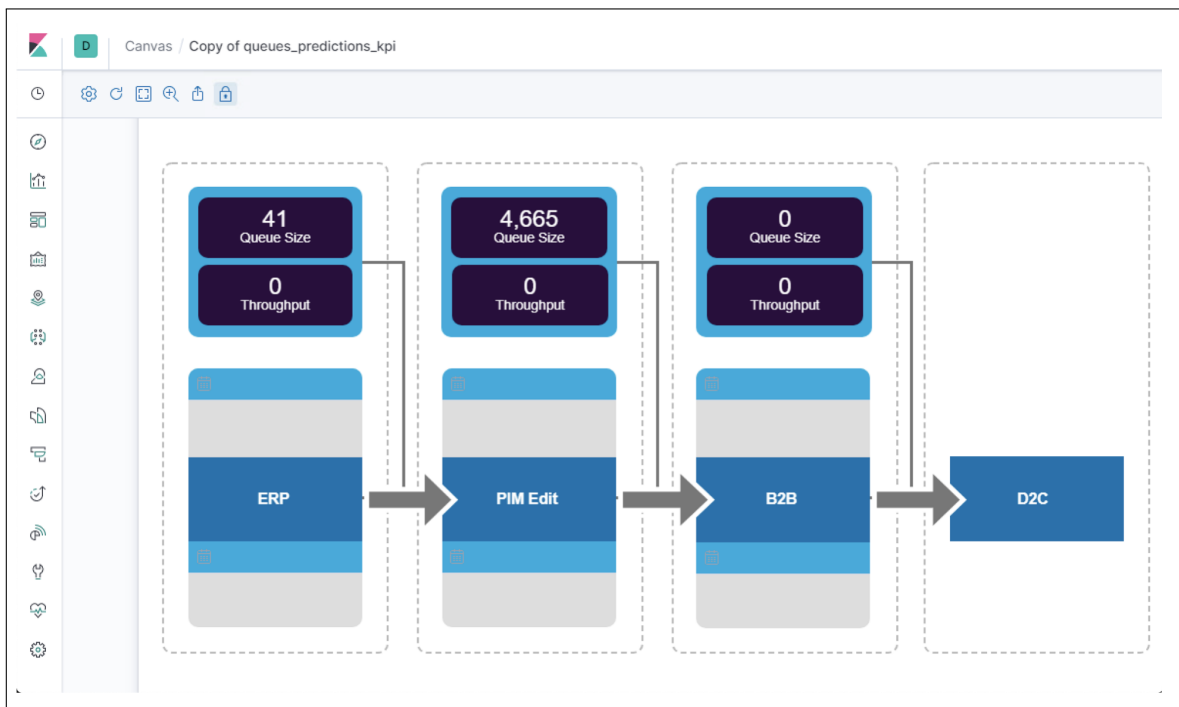 D Canvas / Copy of queues_predictions_kpi
41
Queue Size
0
Throughput
4,665
Queue Size
0
Throughput
0
Queue Size
0
Throughput
ERP
PIM Edit
B2B
D2C